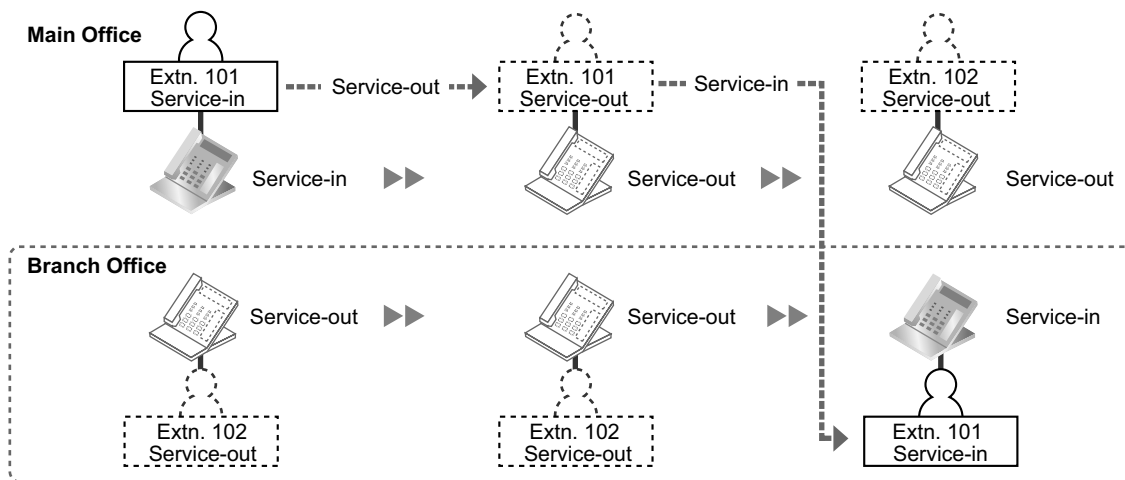 Main Office
Extn. 101
Service-in
Service-out
Extn. 101
Service-out
Service-in
Extn. 102
Service-out
Service-in
Service-out
Service-out
Branch Office
Service-out
Service-out
Service-in
Extn. 102
Service-out
Extn. 102
Service-out
Extn. 101
Service-in